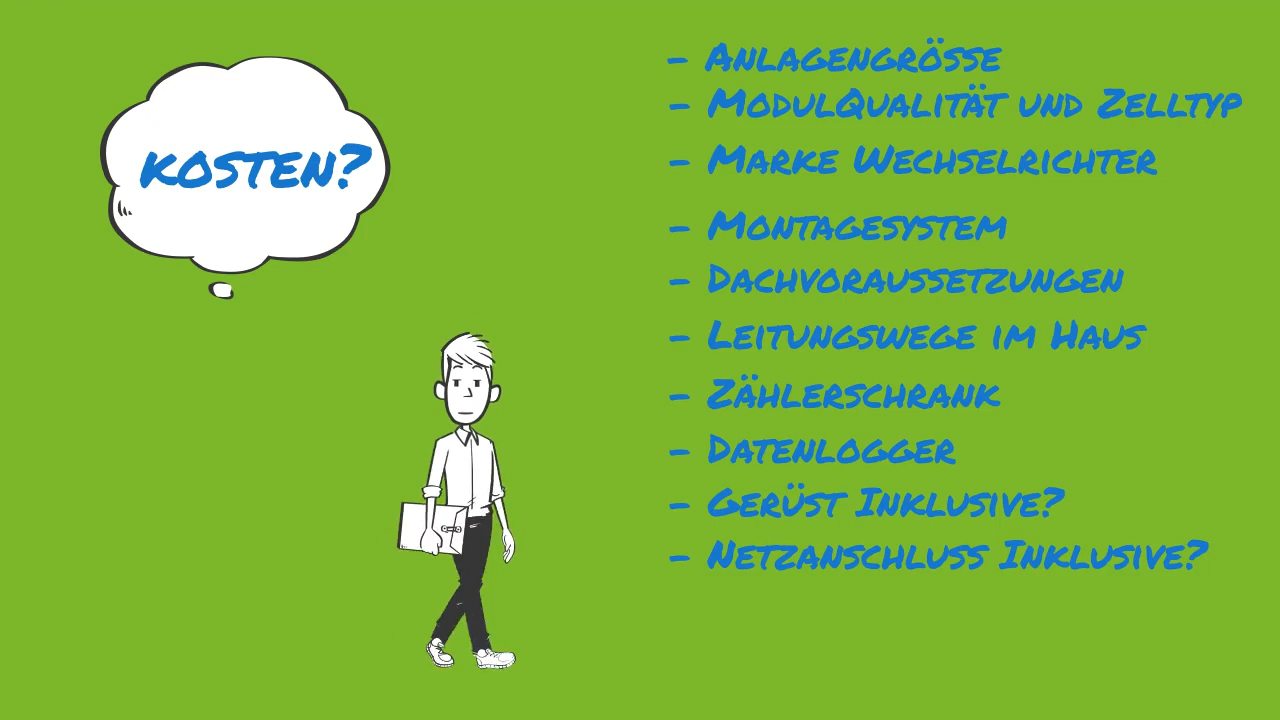 Kosten?
- Anlagengrösse
- ModulQualität und Zelltyp
- Marke Wechselrichter
- Montagesystem
- Dachvoraussetzungen
- Leitungswege im Haus
- Zählerschrank
- Datenlogger
- Gerüst Inklusive?
- Netzanschluss Inklusive?